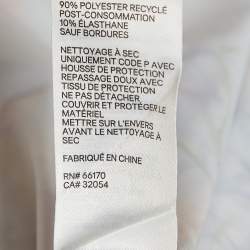 90% POLYESTER RECYCLÉ
POST-CONSOMMATION
10% ÉLASTHANE
SAUF BORDURES
NETTOYAGE À SEC
UNIQUEMENT CODE P AVEC
HOUSSE DE PROTECTION
REPASSAGE DOUX AVEC
TISSU DE PROTECTION
NE PAS DÉTACHER
COUVRIR ET PROTÉGER LE
MATÉRIEL
METTRE SUR L'ENVERS
AVANT LE NETTOYAGE À
SEC
FABRIQUÉ EN CHINE
RN# 66170
CA# 32054